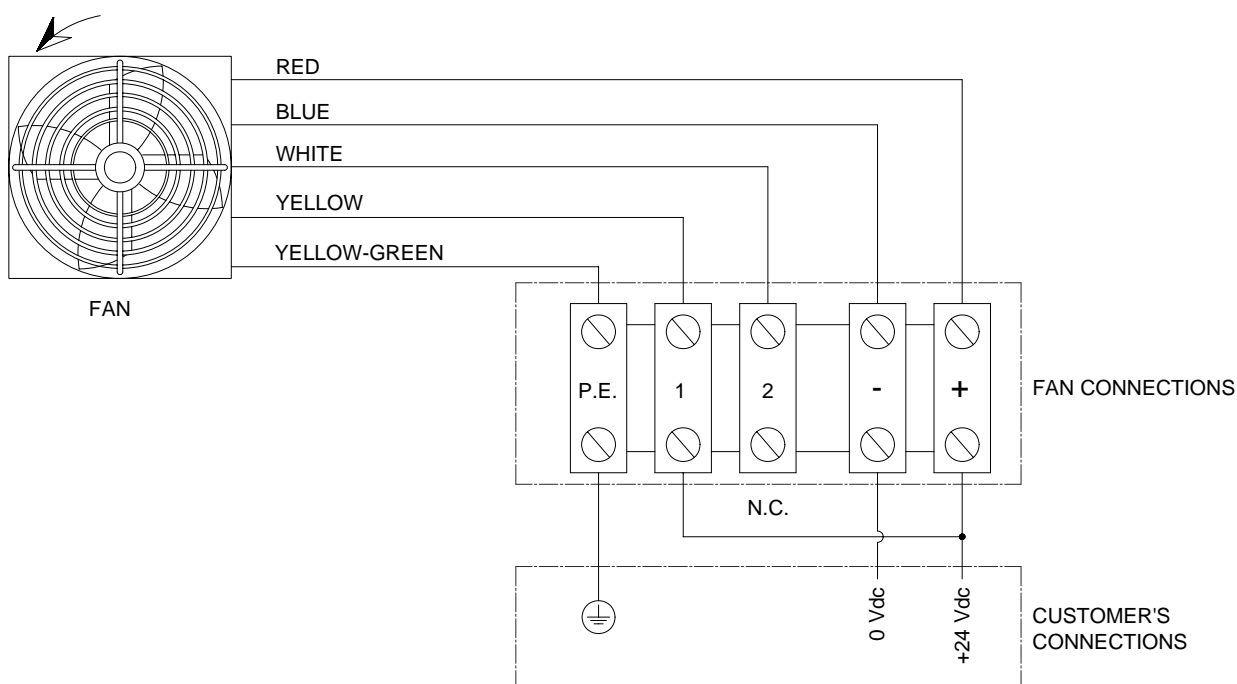 RED
BLUE
WHITE
YELLOW
YELLOW-GREEN
FAN
P.E.
1
2
-
+
FAN CONNECTIONS
N.C.
0 Vdc
+24 Vdc
CUSTOMER'S
CONNECTIONS